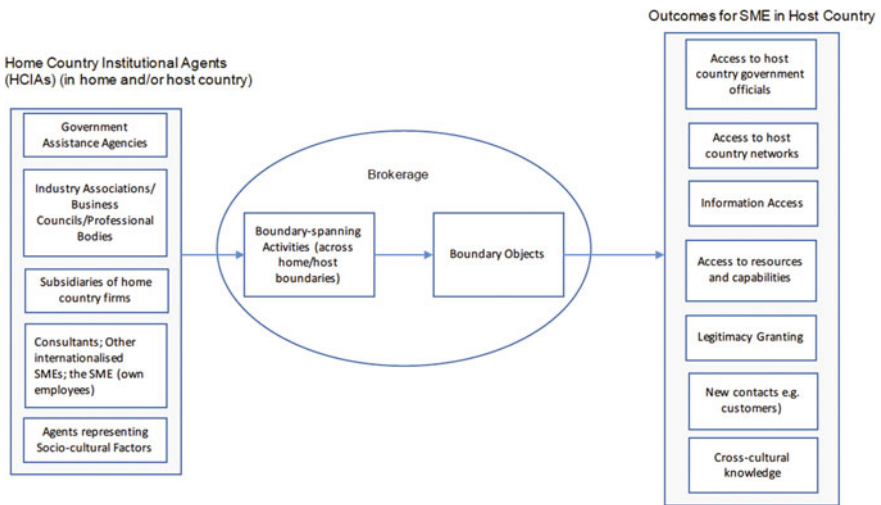 Home Country Institutional Agents
(HCIAs) (in home and/or host country)
Government
Assistance Agencies
Industry Associations/
Business
Councils/Professional
Bodies
Subsidiaries of home
country firms
Consultants; Other
internationalised
SMEs; the SME (own
employees)
Agents representing
Socio-cultural Factors
Brokerage
Boundary-spanning
Activities (across
home/host
boundaries)
Boundary Objects
Outcomes for SME in Host Country
Access to host
country government
officials
Access to host
country networks
Information Access
Access to resources
and capabilities
Legitimacy Granting
New contacts e.g.
customers)
Cross-cultural
knowledge